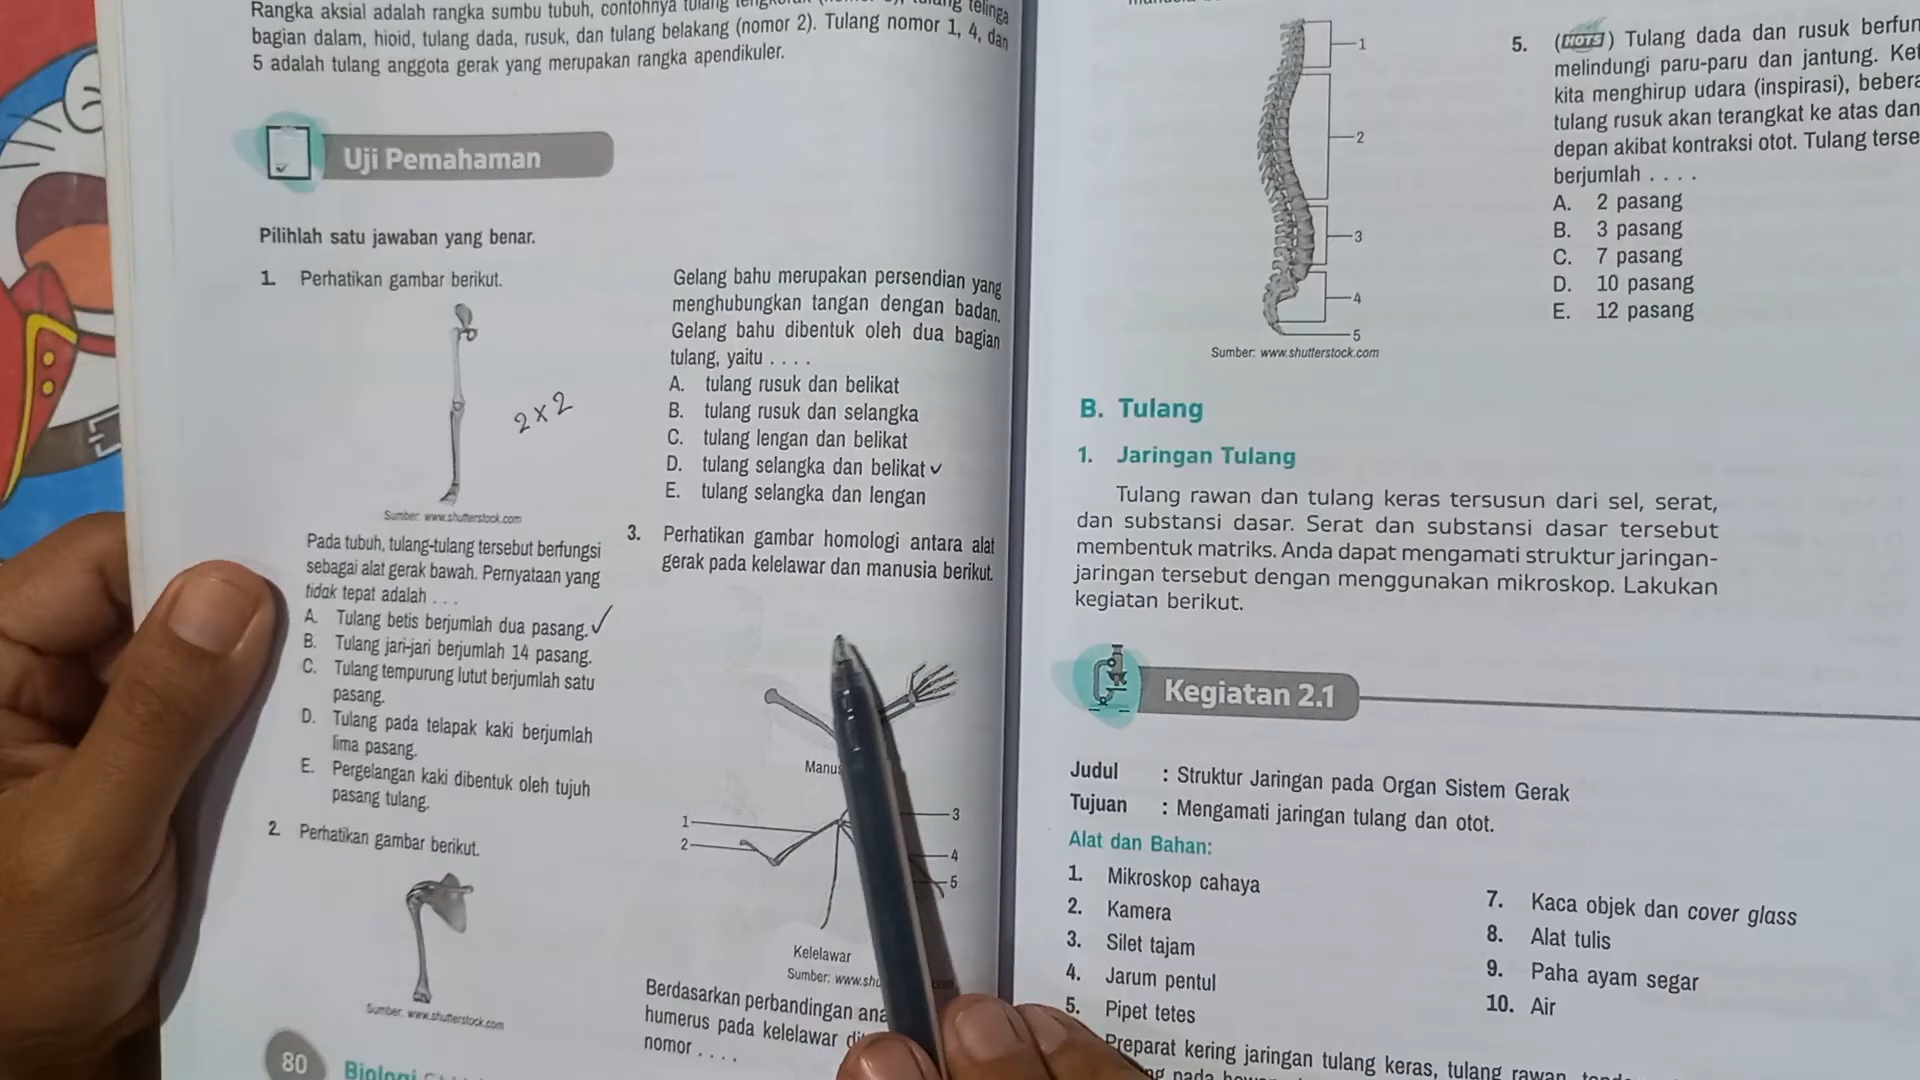 Rangka aksial adalah rangka sumbu tubuh, contohnya tulang telinga
bagian dalam, hioid, tulang dada, rusuk, dan tulang belakang (nomor 2). Tulang nomor 1, 4, dan
5 adalah tulang anggota gerak yang merupakan rangka apendikuler.
Uji Pemahaman
Pilihlah satu jawaban yang benar.
1. Perhatikan gambar berikut.
2 x 2
Sumber: www.shutterstock.com
Pada tubuh, tulang-tulang tersebut berfungsi
sebagai alat gerak bawah. Pernyataan yang
tidak tepat adalah . . .
A. Tulang betis berjumlah dua pasang. ✓
B. Tulang jari-jari berjumlah 14 pasang.
C. Tulang tempurung lutut berjumlah satu
pasang.
D. Tulang pada telapak kaki berjumlah
lima pasang.
E. Pergelangan kaki dibentuk oleh tujuh
pasang tulang.
2. Perhatikan gambar berikut.
Sumber: www.shutterstock.com
80
Biologi
Gelang bahu merupakan persendian yang
menghubungkan tangan dengan badan.
Gelang bahu dibentuk oleh dua bagian
tulang, yaitu . . . .
A. tulang rusuk dan belikat
B. tulang rusuk dan selangka
C. tulang lengan dan belikat
D. tulang selangka dan belikat ✓
E. tulang selangka dan lengan
3. Perhatikan gambar homologi antara alat
gerak pada kelelawar dan manusia berikut.
Manus
1
2
3
4
5
Kelelawar
Sumber: www.shu
Berdasarkan perbandingan ana
humerus pada kelelawar di
nomor . . . .
1
2
3
4
5
Sumber: www.shutterstock.com
5. (HOTS) Tulang dada dan rusuk berfun
melindungi paru-paru dan jantung. Ket
kita menghirup udara (inspirasi), bebera
tulang rusuk akan terangkat ke atas dan
depan akibat kontraksi otot. Tulang terse
berjumlah . . . .
A. 2 pasang
B. 3 pasang
C. 7 pasang
D. 10 pasang
E. 12 pasang
B. Tulang
1. Jaringan Tulang
Tulang rawan dan tulang keras tersusun dari sel, serat,
dan substansi dasar. Serat dan substansi dasar tersebut
membentuk matriks. Anda dapat mengamati struktur jaringan-
jaringan tersebut dengan menggunakan mikroskop. Lakukan
kegiatan berikut.
Kegiatan 2.1
Judul : Struktur Jaringan pada Organ Sistem Gerak
Tujuan : Mengamati jaringan tulang dan otot.
Alat dan Bahan:
1. Mikroskop cahaya
2. Kamera
3. Silet tajam
4. Jarum pentul
5. Pipet tetes
7. Kaca objek dan cover glass
8. Alat tulis
9. Paha ayam segar
10. Air
Preparat kering jaringan tulang keras, tulang rawan,